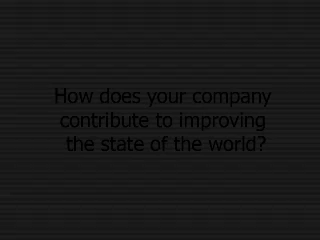 How does your company
contribute to improving
the state of the world?